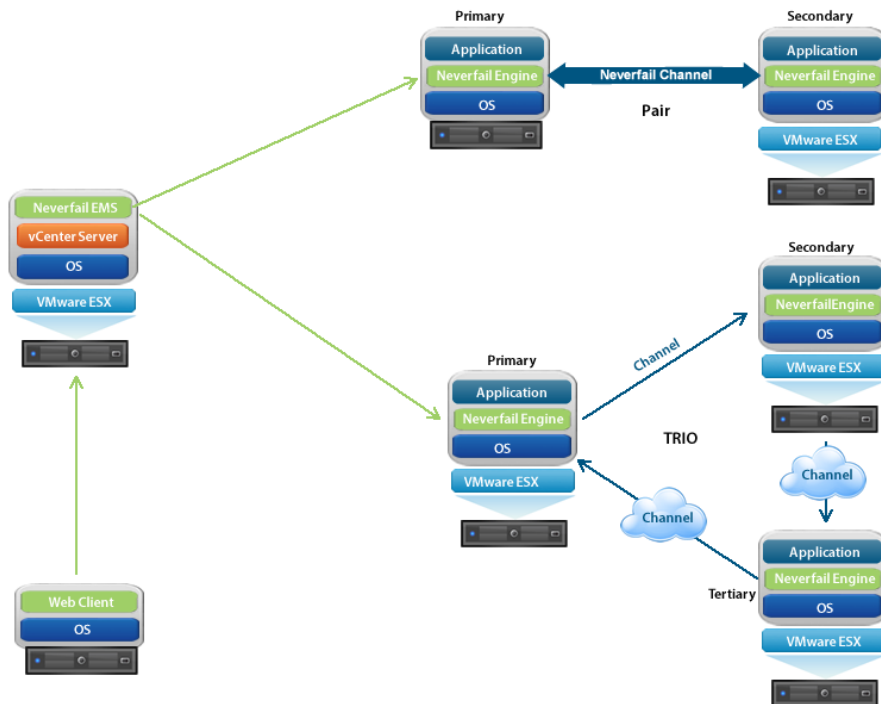 Primary
Application
Neverfail Engine
OS
Neverfail Channel
Pair
Secondary
Application
Neverfail Engine
OS
VMware ESX
Neverfail EMS
vCenter Server
OS
VMware ESX
Web Client
OS
Primary
Application
Neverfail Engine
OS
VMware ESX
Channel
TRIO
Secondary
Application
NeverfailEngine
OS
VMware ESX
Channel
Channel
Tertiary
Application
Neverfail Engine
OS
VMware ESX